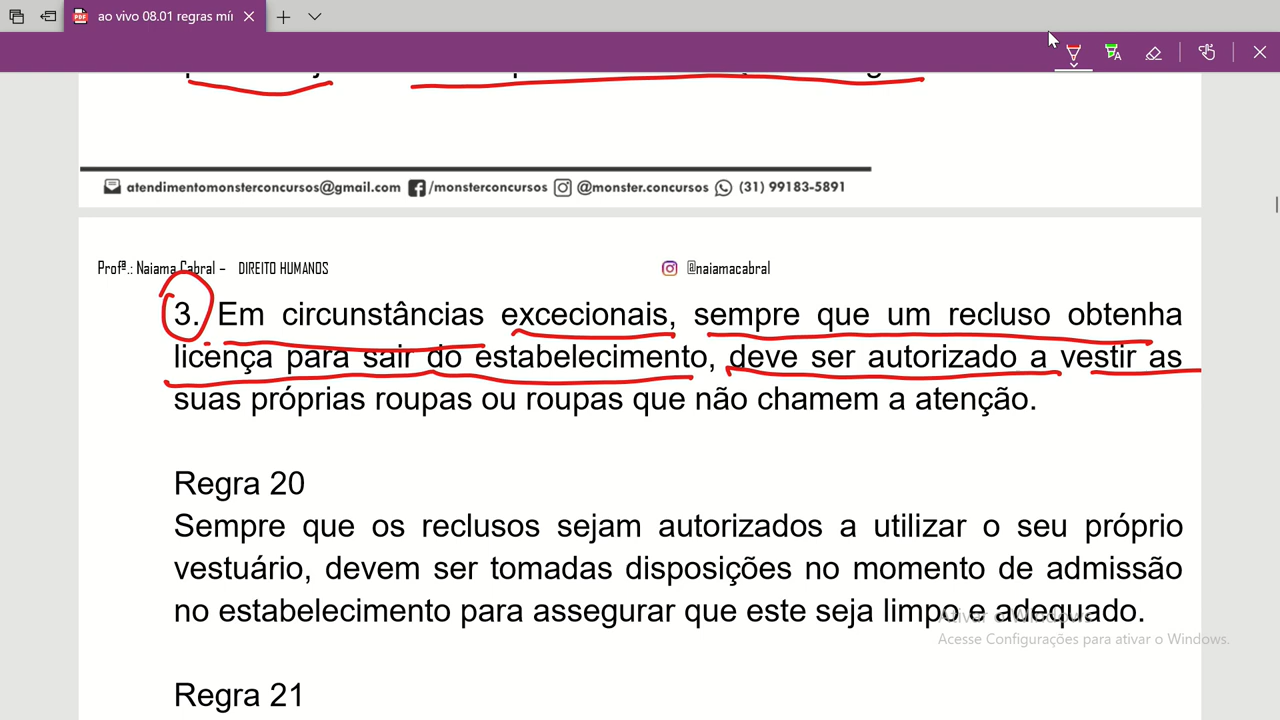 ao vivo 08.01 regras mí
atendimentomonsterconcursos@gmail.com /monsterconcursos @monster.concursos (31) 99183-5891
Profª.: Naiama Cabral - DIREITO HUMANOS @naiamacabral
3. Em circunstâncias excecionais, sempre que um recluso obtenha
licença para sair do estabelecimento, deve ser autorizado a vestir as
suas próprias roupas ou roupas que não chamem a atenção.
Regra 20
Sempre que os reclusos sejam autorizados a utilizar o seu próprio
vestuário, devem ser tomadas disposições no momento de admissão
no estabelecimento para assegurar que este seja limpo e adequado.
Ativar o Windows
Acesse Configurações para ativar o Windows.
Regra 21